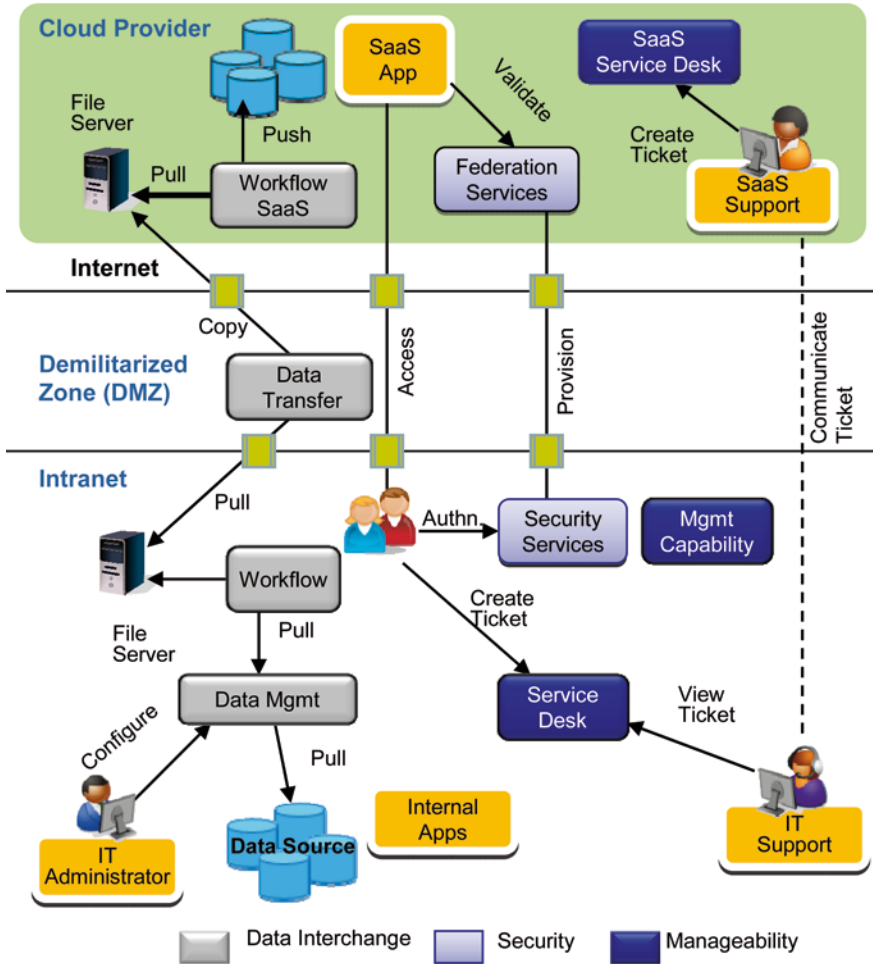 Cloud Provider
SaaS
App
SaaS
Service Desk
Validate
File
Server
Push
Create
Ticket
Pull
Workflow
SaaS
Federation
Services
SaaS
Support
Internet
Copy
Access
Provision
Communicate
Ticket
Demilitarized
Zone (DMZ)
Data
Transfer
Intranet
Pull
Authn.
Security
Services
Mgmt
Capability
Workflow
Create
Ticket
File
Server
Pull
Data Mgmt
Service
Desk
View
Ticket
Configure
Pull
Internal
Apps
Data Source
IT
Administrator
IT
Support
Data Interchange
Security
Manageability